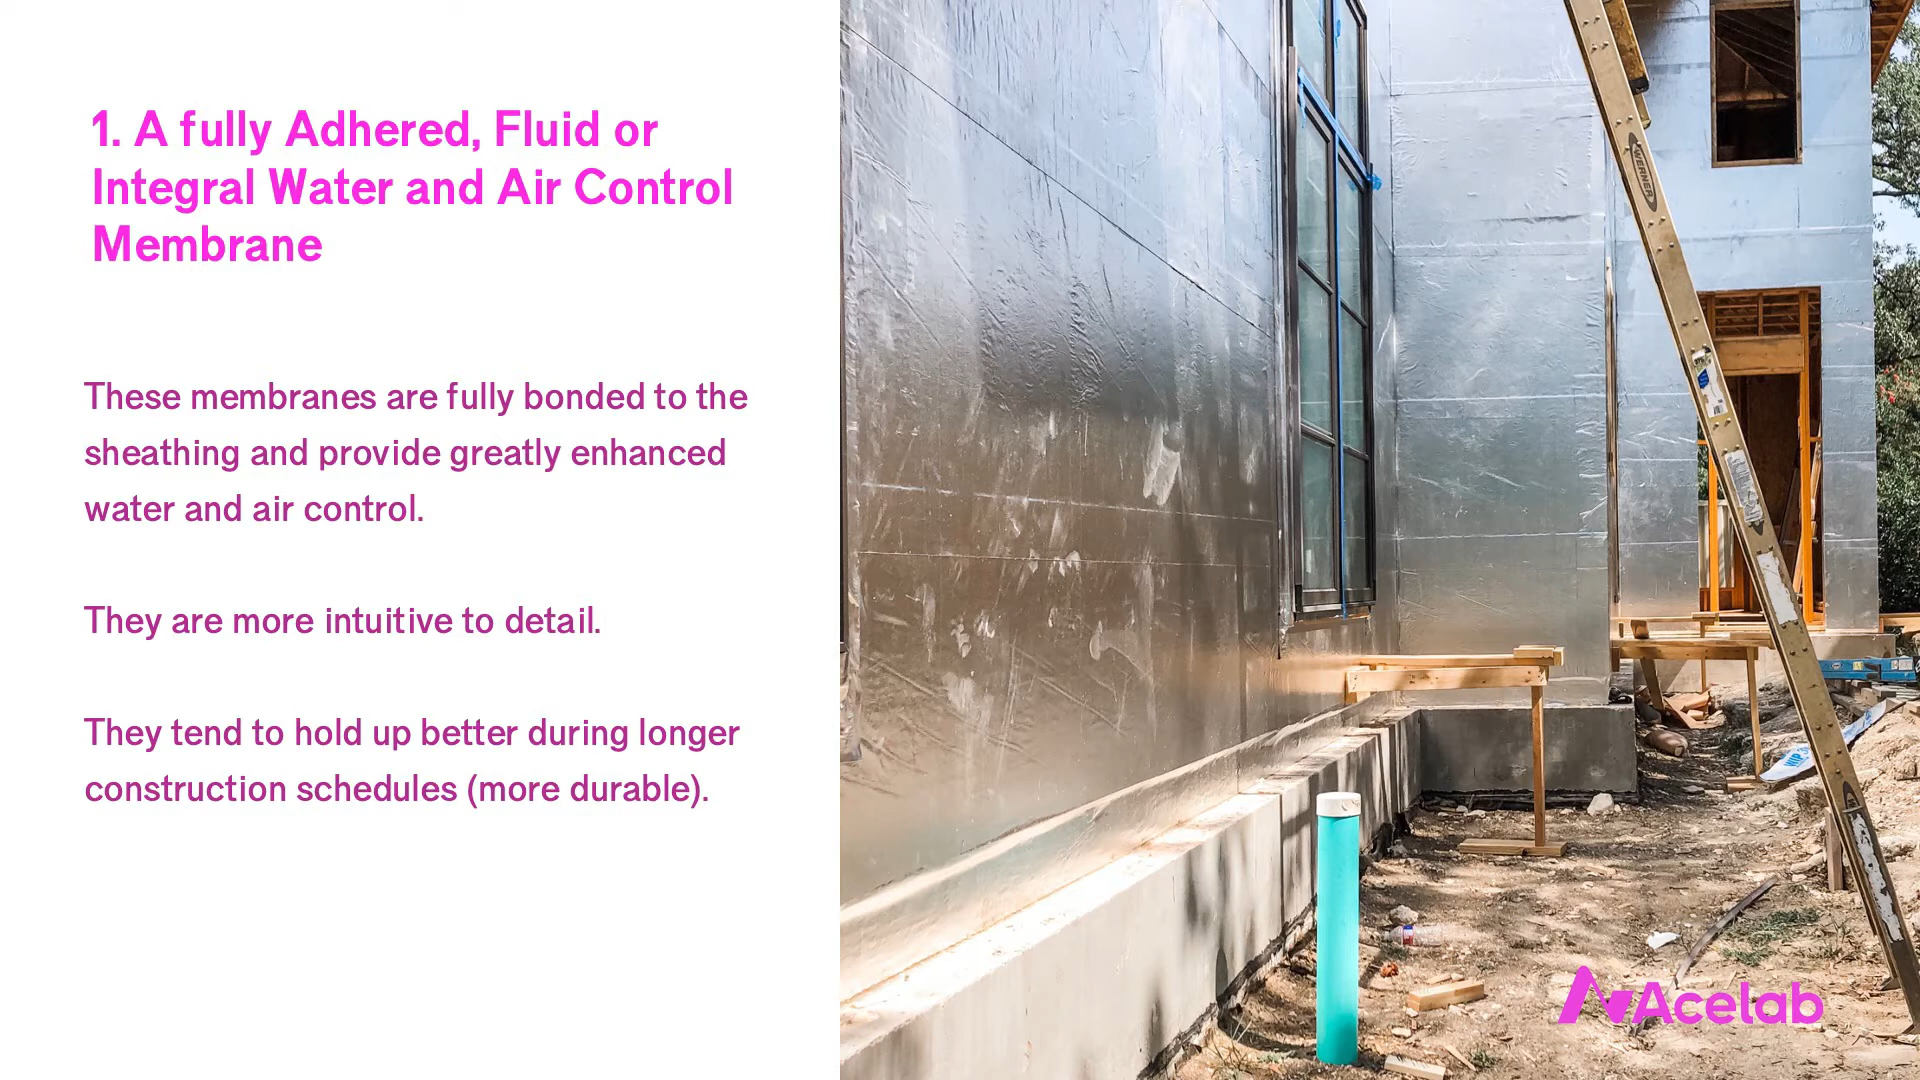 1. A fully Adhered, Fluid or
Integral Water and Air Control
Membrane
These membranes are fully bonded to the
sheathing and provide greatly enhanced
water and air control.
They are more intuitive to detail.
They tend to hold up better during longer
construction schedules (more durable).
WERNER
Acelab